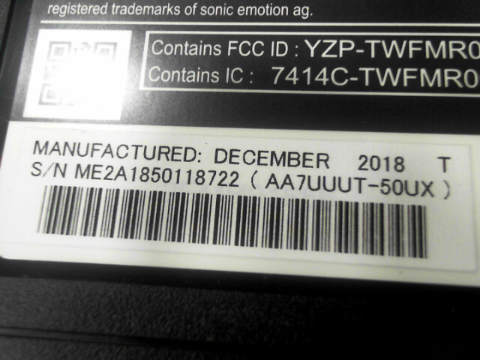 registered trademarks of sonic emotion ag.
Contains FCC ID : YZP-TWFMR0
Contains IC : 7414C-TWFMR0
MANUFACTURED: DECEMBER 2018 T
S/N ME2A1850118722 ( AA7UUUT-50UX )